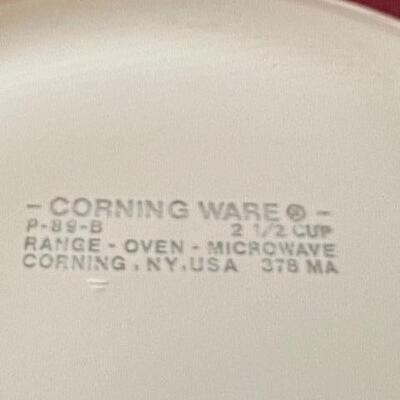 - CORNING WARE ® -
P-89-B 2 1/2 CUP
RANGE - OVEN - MICROWAVE
CORNING, NY, USA 378 MA